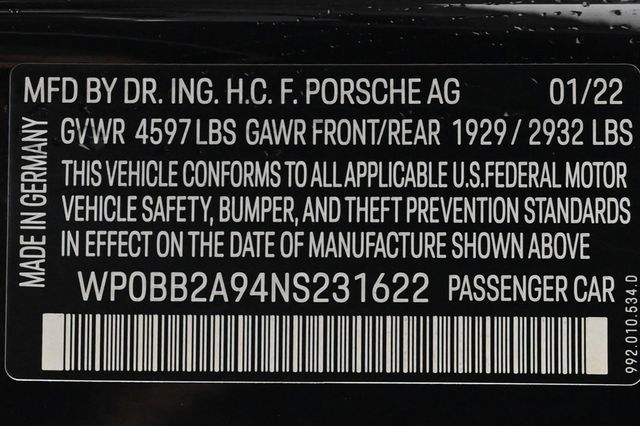 MFD BY DR. ING. H.C. F. PORSCHE AG 01/22
GVWR 4597 LBS GAWR FRONT/REAR 1929 / 2932 LBS
THIS VEHICLE CONFORMS TO ALL APPLICABLE U.S. FEDERAL MOTOR
VEHICLE SAFETY, BUMPER, AND THEFT PREVENTION STANDARDS
IN EFFECT ON THE DATE OF MANUFACTURE SHOWN ABOVE
WP0BB2A94NS231622 PASSENGER CAR
MADE IN GERMANY
992.010.534.D